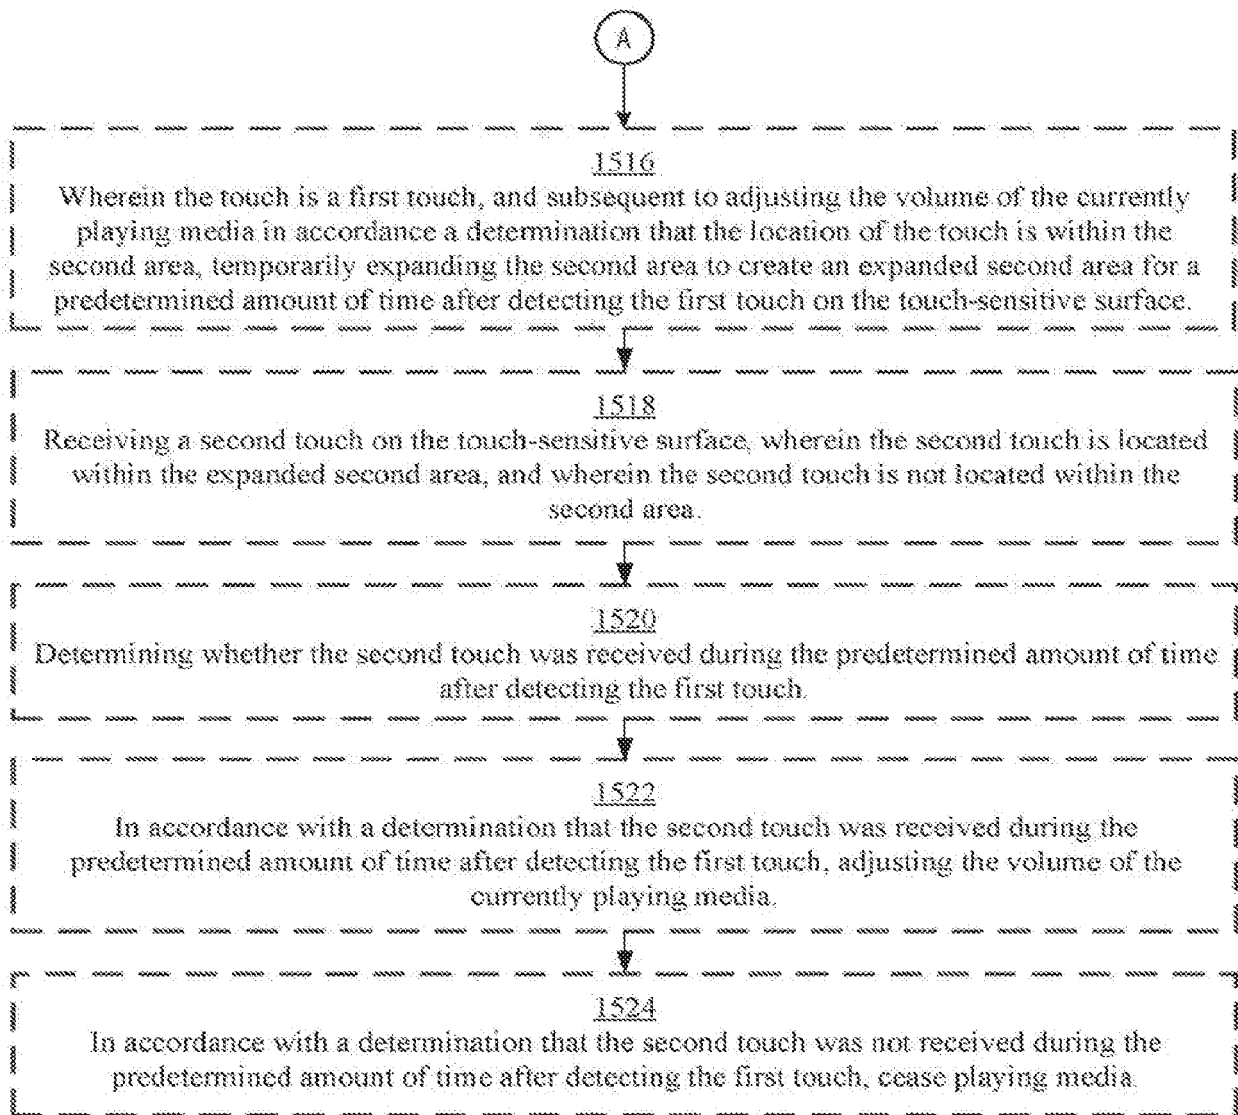 A
1516
Wherein the touch is a first touch, and subsequent to adjusting the volume of the currently
playing media in accordance a determination that the location of the touch is within the
second area, temporarily expanding the second area to create an expanded second area for a
predetermined amount of time after detecting the first touch on the touch-sensitive surface.
1518
Receiving a second touch on the touch-sensitive surface, wherein the second touch is located
within the expanded second area, and wherein the second touch is not located within the
second area.
1520
Determining whether the second touch was received during the predetermined amount of time
after detecting the first touch.
1522
In accordance with a determination that the second touch was received during the
predetermined amount of time after detecting the first touch, adjusting the volume of the
currently playing media.
1524
In accordance with a determination that the second touch was not received during the
predetermined amount of time after detecting the first touch, cease playing media.